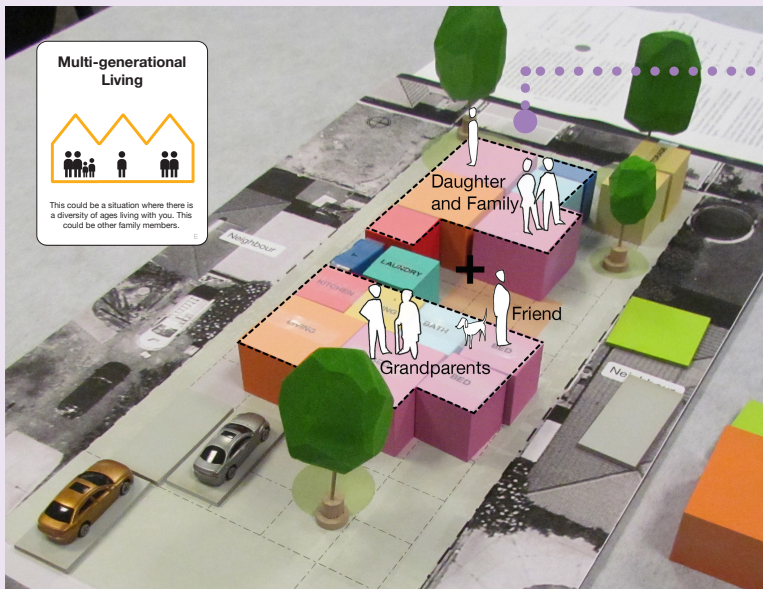 Multi-generational
Living
This could be a situation where there is
a diversity of ages living with you. This
could be other family members.
E
Daughter
and Family
Neighbour
LAUNDRY
+
KITCHEN
LIVING
BATH
Friend
BED
Grandparents
BED